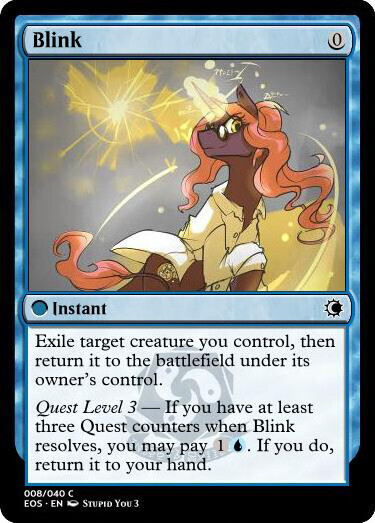 Blink 0
Instant
Exile target creature you control, then
return it to the battlefield under its
owner's control.
Quest Level 3 — If you have at least
three Quest counters when Blink
resolves, you may pay 1. If you do,
return it to your hand.
008/040 C
EOS • EN Stupid You 3